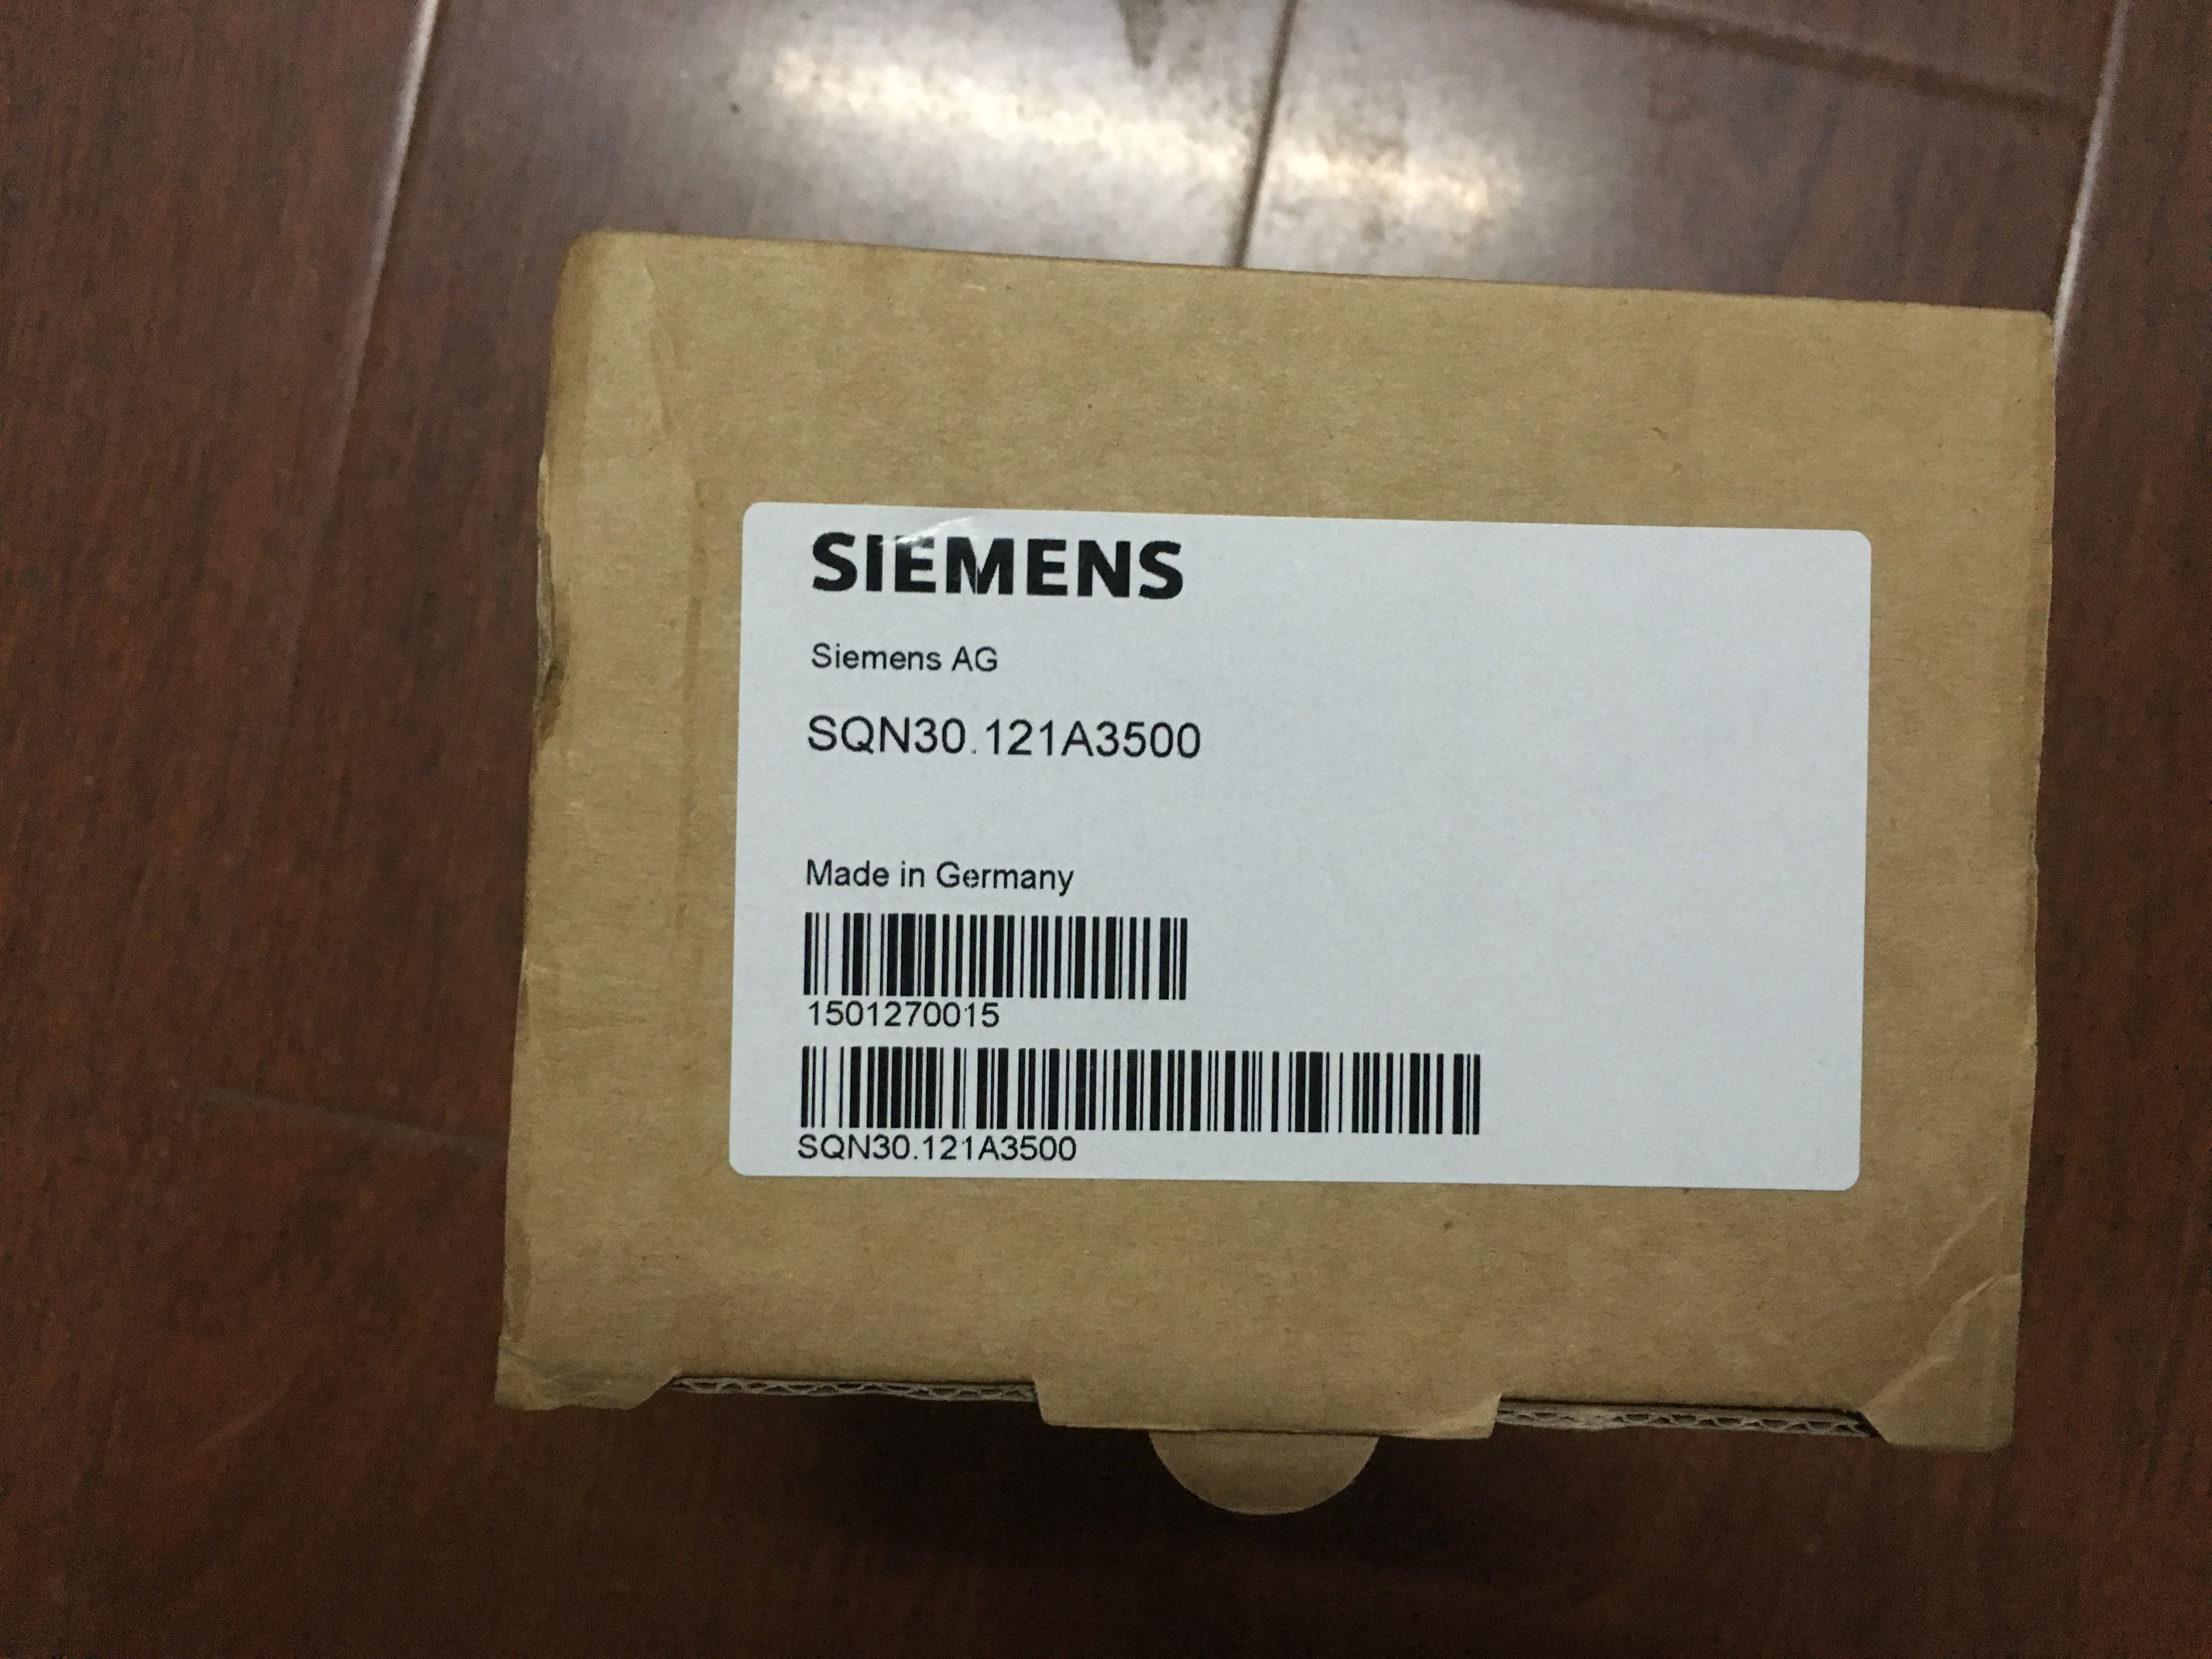 SIEMENS
Siemens AG
SQN30.121A3500
Made in Germany
1501270015
SQN30.121A3500